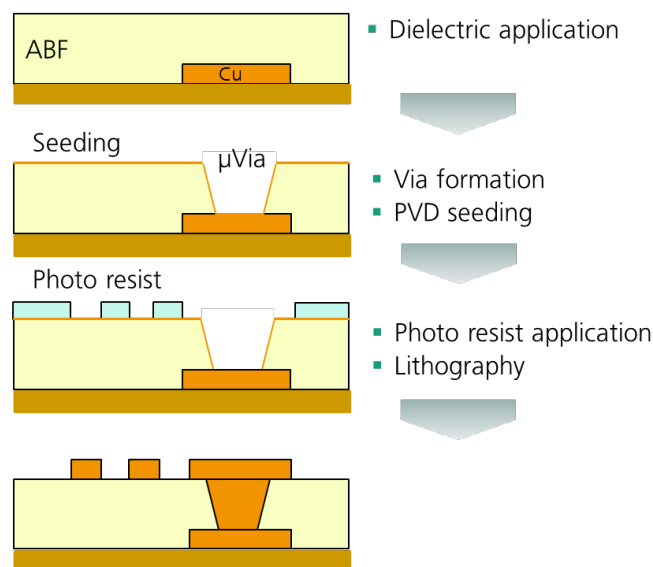 ABF
Cu
▪ Dielectric application
Seeding
μVia
▪ Via formation
▪ PVD seeding
Photo resist
▪ Photo resist application
▪ Lithography